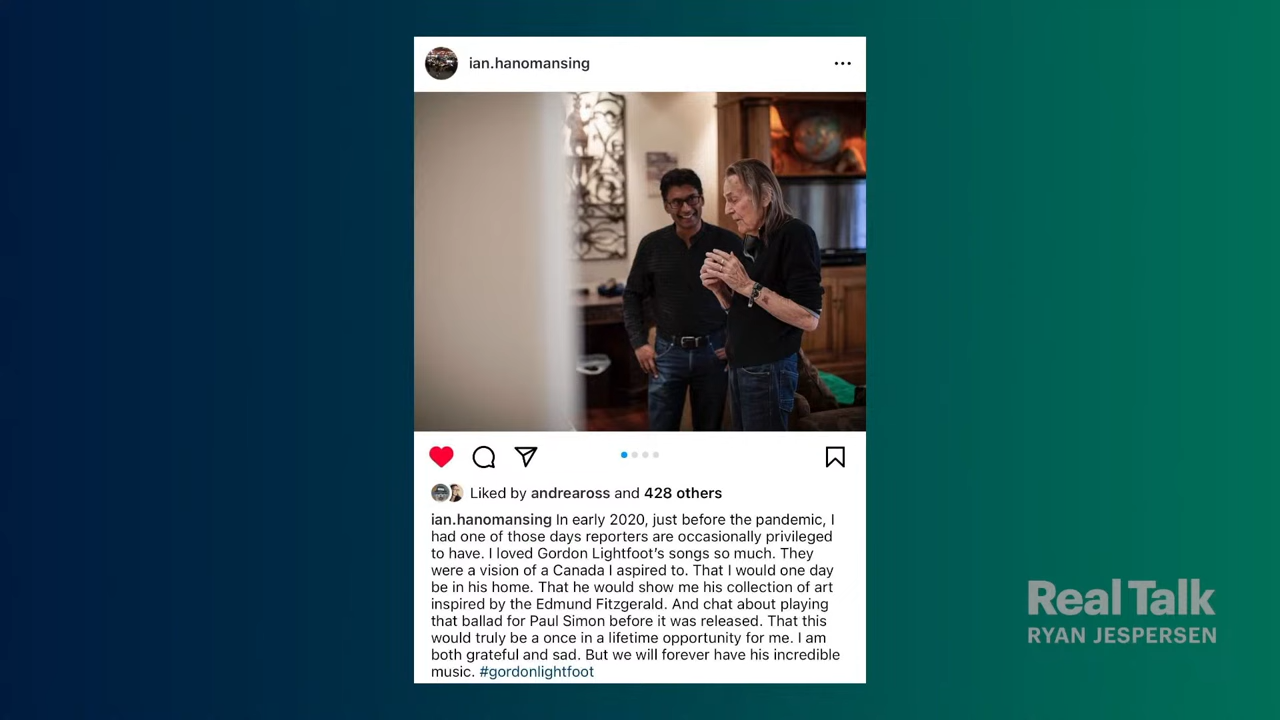 ian.hanomansing
Liked by andreaross and 428 others
ian.hanomansing In early 2020, just before the pandemic, I
had one of those days reporters are occasionally privileged
to have. I loved Gordon Lightfoot’s songs so much. They
were a vision of a Canada I aspired to. That I would one day
be in his home. That he would show me his collection of art
inspired by the Edmund Fitzgerald. And chat about playing
that ballad for Paul Simon before it was released. That this
would truly be a once in a lifetime opportunity for me. I am
both grateful and sad. But we will forever have his incredible
music. #gordonlightfoot
Real Talk
RYAN JESPERSEN